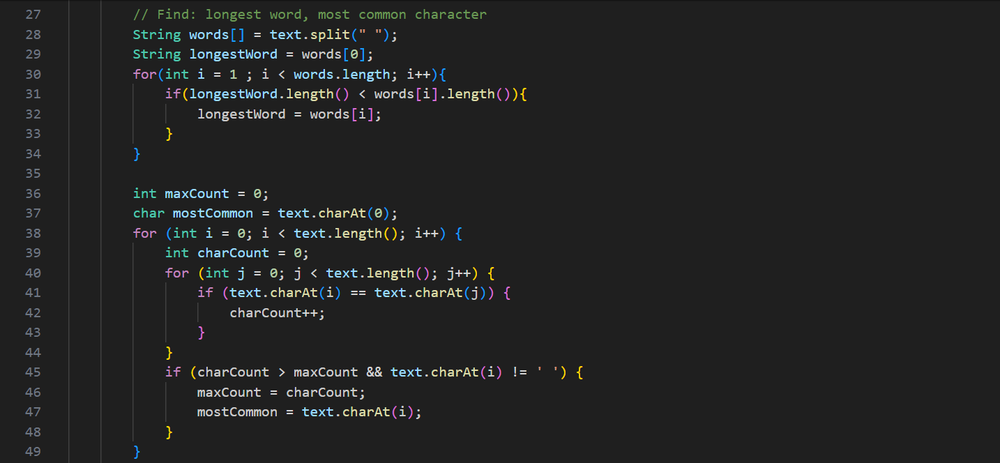 27 // Find: longest word, most common character
28 String words[] = text.split(" ");
29 String longestWord = words[0];
30 for(int i = 1 ; i < words.length; i++){
31 if(longestWord.length() < words[i].length()){
32 longestWord = words[i];
33 }
34 }
35
36 int maxCount = 0;
37 char mostCommon = text.charAt(0);
38 for (int i = 0; i < text.length(); i++) {
39 int charCount = 0;
40 for (int j = 0; j < text.length(); j++) {
41 if (text.charAt(i) == text.charAt(j)) {
42 charCount++;
43 }
44 }
45 if (charCount > maxCount && text.charAt(i) != ' ') {
46 maxCount = charCount;
47 mostCommon = text.charAt(i);
48 }
49 }